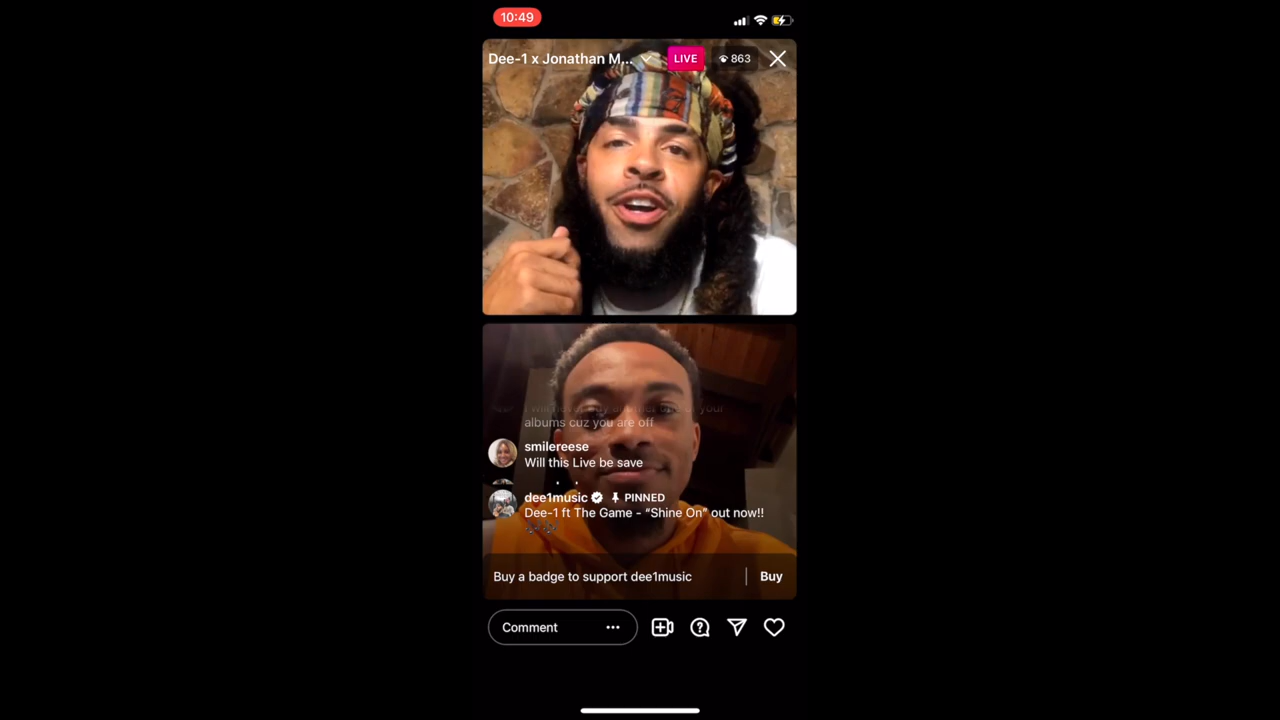 10:49
Dee-1 x Jonathan M... LIVE 863
albums cuz you are off
smilereese
Will this Live be save
dee1music PINNED
Dee-1 ft The Game - “Shine On” out now!!
Buy a badge to support dee1music Buy
Comment